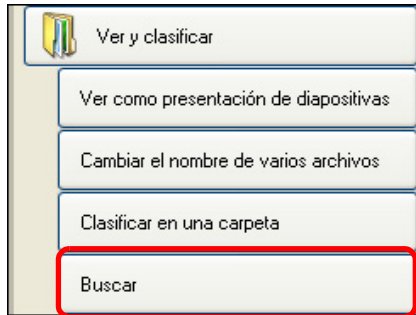 Ver y clasificar
Ver como presentación de diapositivas
Cambiar el nombre de varios archivos
Clasificar en una carpeta
Buscar